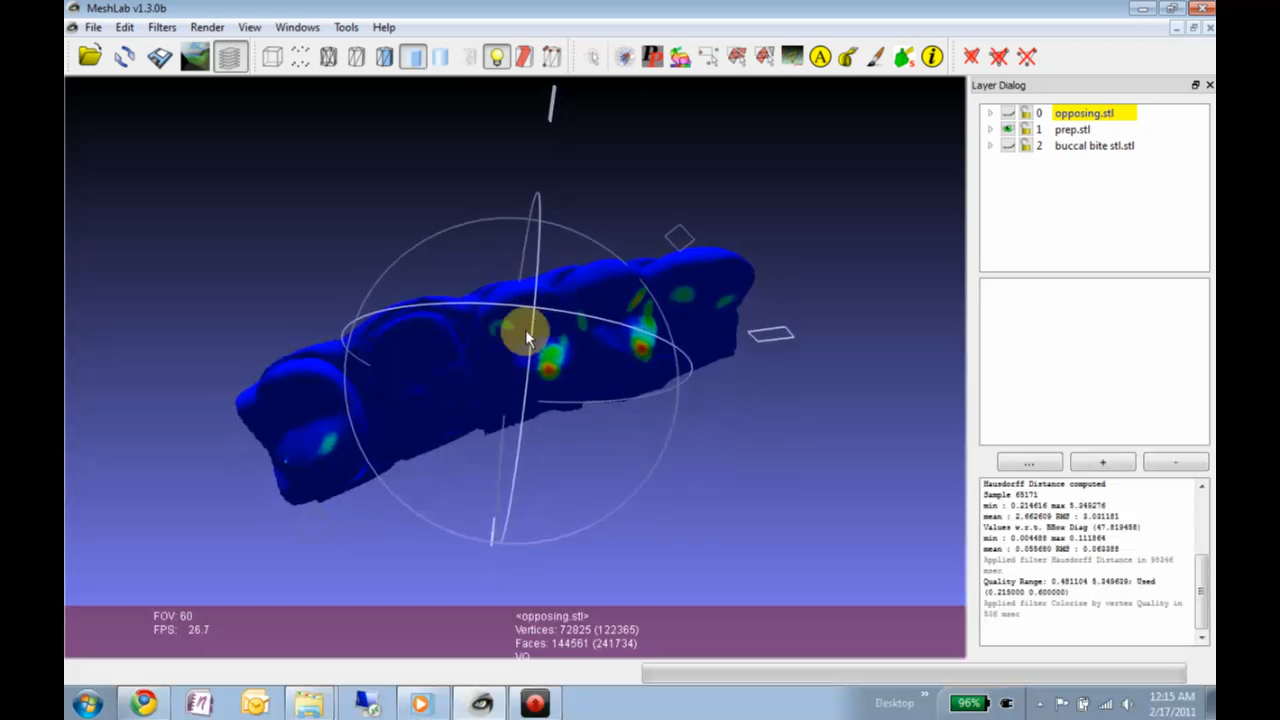 MeshLab v1.3.0b
File Edit Filters Render View Windows Tools Help
Layer Dialog
0 opposing.stl
1 prep.stl
2 buccal bite stl.stl
... + -
Hausdorff Distance computed
Sample 65171
min : 0.214616 max 5.349276
mean : 2.662609 RMS : 3.031181
Values w.r.t. BBox Diag (47.819458)
min : 0.004488 max 0.111864
mean : 0.055680 RMS : 0.063388
Applied filter Hausdorff Distance in 98346
msec
Quality Range: 0.481104 5.349639; Used
(0.215000 0.600000)
Applied filter Colorize by vertex Quality in
538 msec
FOV: 60
FPS: 26.7
<opposing.stl>
Vertices: 72825 (122365)
Faces: 144561 (241734)
VQ
Desktop
96%
12:15 AM
2/17/2011